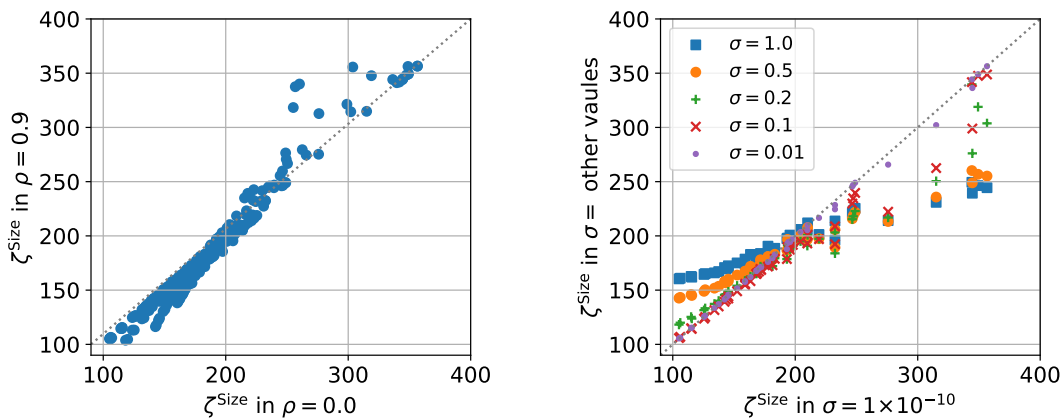 400
350
300
250
200
150
100
ζ^Size in ρ = 0.9
100 200 300 400
ζ^Size in ρ = 0.0
400
350
300
250
200
150
100
ζ^Size in σ = other vaules
σ = 1.0
σ = 0.5
σ = 0.2
σ = 0.1
σ = 0.01
100 200 300 400
ζ^Size in σ = 1×10^−10